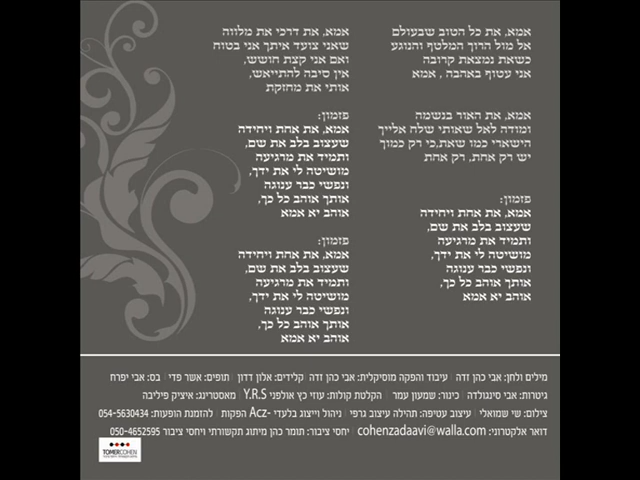 אמא, את כל הטוב שבעולם
אל מול הרוך המלטף והנוגע
כשאת נמצאת קרובה
אני עטוף באהבה , אמא
אמא, את האור בנשמה
ומודה לאל שאותי שלח אלייך
הישארי כמו שאת,כי רק כמוך
יש רק אחת, רק אחת
פזמון:
אמא, את אחת ויחידה
שעצוב בלב את שם,
ותמיד את מרגיעה
מושיטה לי את ידך,
ונפשי כבר ענוגה
אותך אוהב כל כך,
אוהב יא אמא
אמא, את דרכי את מלווה
שאני צועד איתך אני בטוח
ואם אני קצת חושש,
אין סיבה להתייאש,
אותי את מחזקת
פזמון:
אמא, את אחת ויחידה
שעצוב בלב את שם,
ותמיד את מרגיעה
מושיטה לי את ידך,
ונפשי כבר ענוגה
אותך אוהב כל כך,
אוהב יא אמא
פזמון:
אמא, את אחת ויחידה
שעצוב בלב את שם,
ותמיד את מרגיעה
מושיטה לי את ידך,
ונפשי כבר ענוגה
אותך אוהב כל כך,
אוהב יא אמא
מילים ולחן: אבי כהן זדה | עיבוד והפקה מוסיקלית: אבי כהן זדה | קלידים: אלון דדון | תופים: אשר פדי | בס: אבי יפרח
גיטרות: אבי סינגולדה | כינור: שמעון עמר | הקלטת קולות: עוזי כץ אולפני Y.R.S | מאסטרינג: איציק פיליבה
צילום: שי שמואלי | עיצוב עטיפה: תהילה עיצוב גרפי | ניהול וייצוג בלעדי -Acz הפקות | להזמנת הופעות: 054-5630434
דואר אלקטרוני: cohenzadaavi@walla.com | יחסי ציבור: תומר כהן מיתוג תקשורתי ויחסי ציבור 050-4652595
TOMERCOHEN